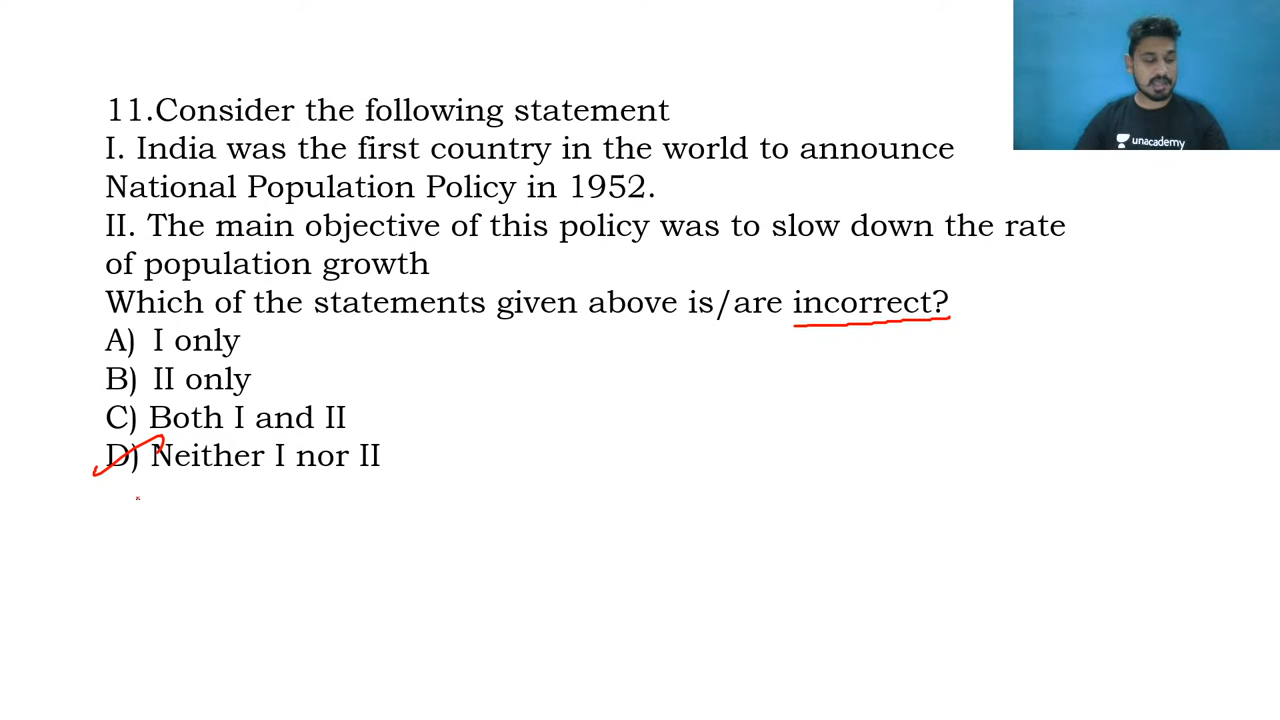 11.Consider the following statement
I. India was the first country in the world to announce
National Population Policy in 1952.
II. The main objective of this policy was to slow down the rate
of population growth
Which of the statements given above is/are incorrect?
A) I only
B) II only
C) Both I and II
D) Neither I nor II
unacademy